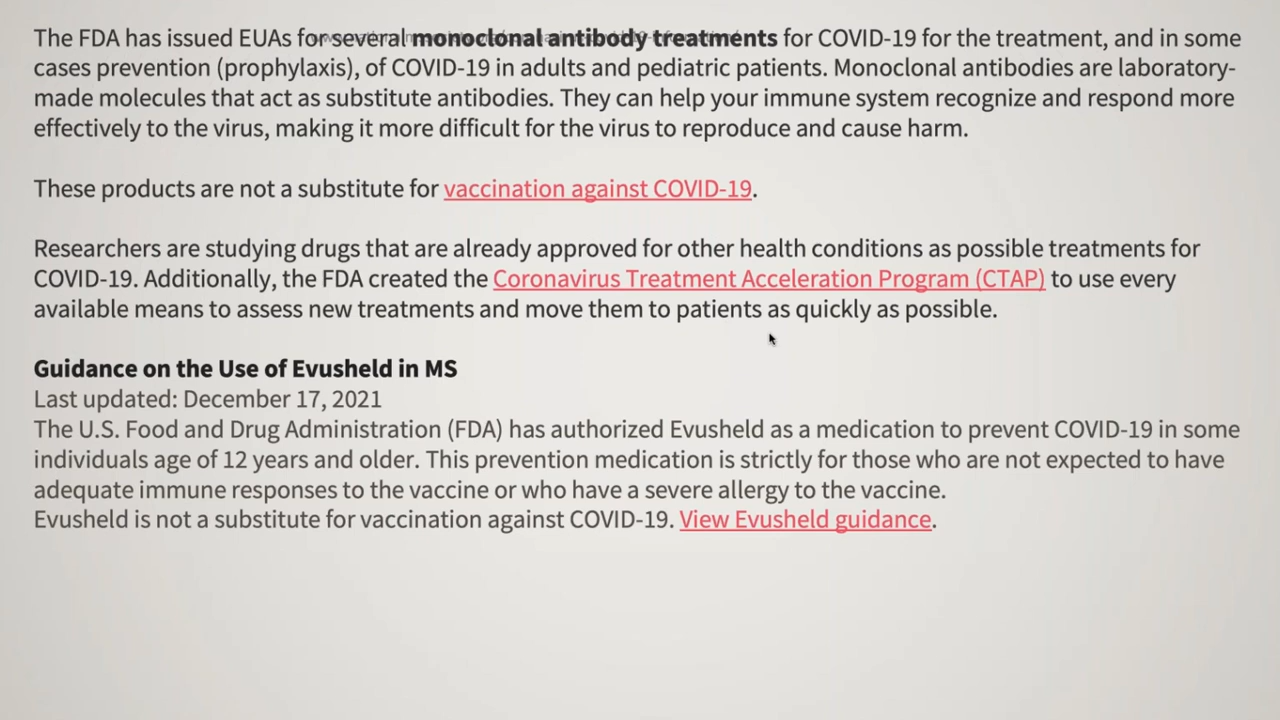 The FDA has issued EUAs for several monoclonal antibody treatments for COVID-19 for the treatment, and in some
cases prevention (prophylaxis), of COVID-19 in adults and pediatric patients. Monoclonal antibodies are laboratory-
made molecules that act as substitute antibodies. They can help your immune system recognize and respond more
effectively to the virus, making it more difficult for the virus to reproduce and cause harm.
These products are not a substitute for vaccination against COVID-19.
Researchers are studying drugs that are already approved for other health conditions as possible treatments for
COVID-19. Additionally, the FDA created the Coronavirus Treatment Acceleration Program (CTAP) to use every
available means to assess new treatments and move them to patients as quickly as possible.
Guidance on the Use of Evusheld in MS
Last updated: December 17, 2021
The U.S. Food and Drug Administration (FDA) has authorized Evusheld as a medication to prevent COVID-19 in some
individuals age of 12 years and older. This prevention medication is strictly for those who are not expected to have
adequate immune responses to the vaccine or who have a severe allergy to the vaccine.
Evusheld is not a substitute for vaccination against COVID-19. View Evusheld guidance.